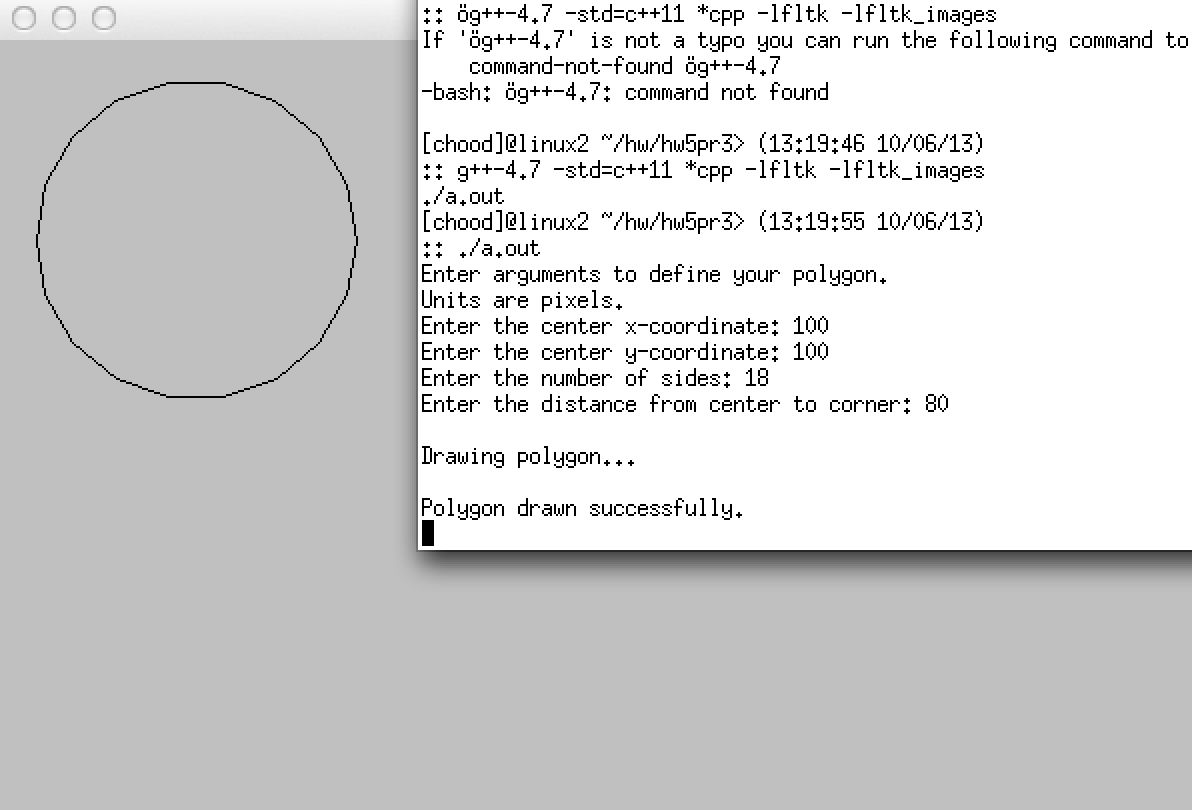 :: ög++-4.7 -std=c++11 *cpp -lfltk -lfltk_images
If 'ög++-4.7' is not a typo you can run the following command to
    command-not-found ög++-4.7
-bash: ög++-4.7: command not found
[chood]@linux2 ~/hw/hw5pr3> (13:19:46 10/06/13)
:: g++-4.7 -std=c++11 *cpp -lfltk -lfltk_images
./a.out
[chood]@linux2 ~/hw/hw5pr3> (13:19:55 10/06/13)
:: ./a.out
Enter arguments to define your polygon.
Units are pixels.
Enter the center x-coordinate: 100
Enter the center y-coordinate: 100
Enter the number of sides: 18
Enter the distance from center to corner: 80
Drawing polygon...
Polygon drawn successfully.